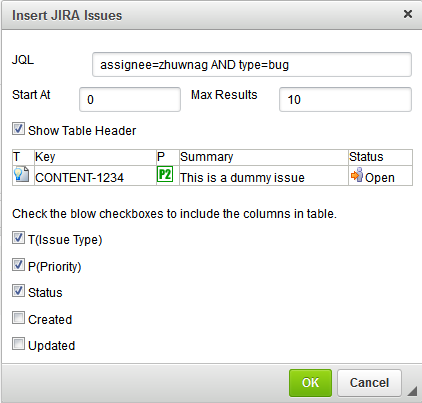 Insert JIRA Issues
JQL assignee=zhuwnag AND type=bug
Start At 0 Max Results 10
Show Table Header
T Key P Summary Status
CONTENT-1234 P2 This is a dummy issue Open
Check the blow checkboxes to include the columns in table.
T(Issue Type)
P(Priority)
Status
Created
Updated
OK Cancel